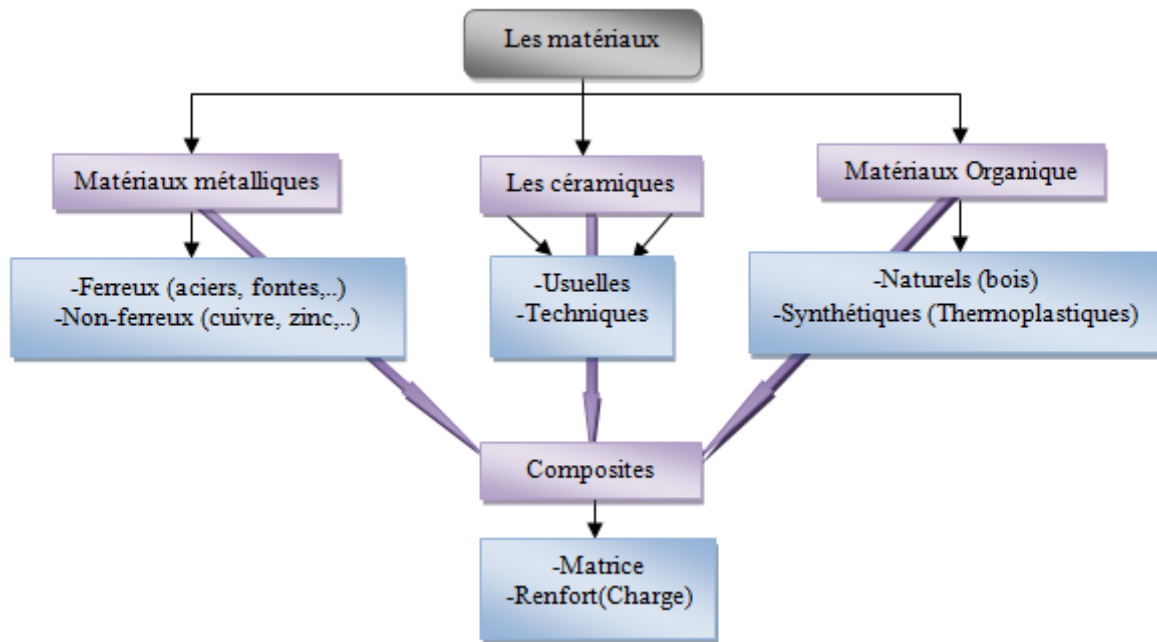 Les matériaux
Matériaux métalliques
Les céramiques
Matériaux Organique
-Ferreux (aciers, fontes,..)
-Non-ferreux (cuivre, zinc,..)
-Usuelles
-Techniques
-Naturels (bois)
-Synthétiques (Thermoplastiques)
Composites
-Matrice
-Renfort(Charge)